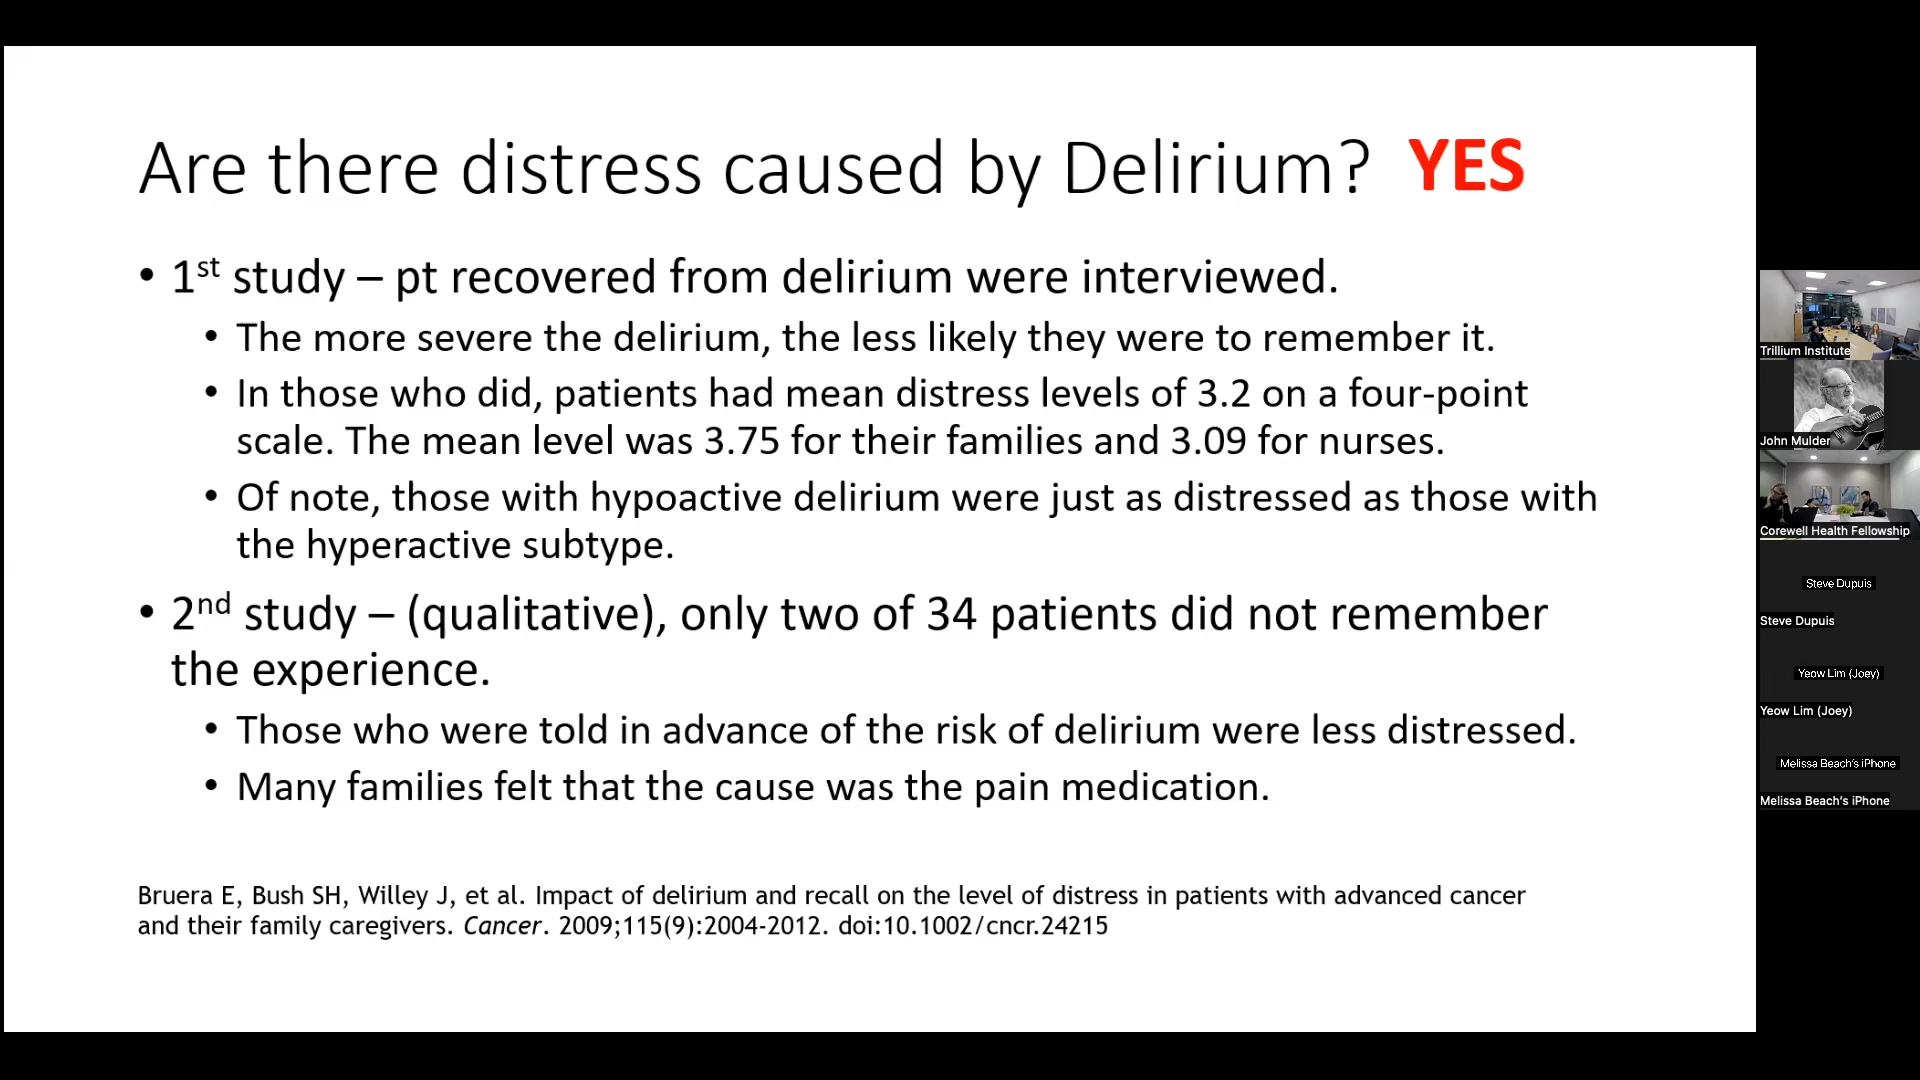 Are there distress caused by Delirium? YES
• 1st study – pt recovered from delirium were interviewed.
• The more severe the delirium, the less likely they were to remember it.
• In those who did, patients had mean distress levels of 3.2 on a four-point
scale. The mean level was 3.75 for their families and 3.09 for nurses.
• Of note, those with hypoactive delirium were just as distressed as those with
the hyperactive subtype.
• 2nd study – (qualitative), only two of 34 patients did not remember
the experience.
• Those who were told in advance of the risk of delirium were less distressed.
• Many families felt that the cause was the pain medication.
Bruera E, Bush SH, Willey J, et al. Impact of delirium and recall on the level of distress in patients with advanced cancer
and their family caregivers. Cancer. 2009;115(9):2004-2012. doi:10.1002/cncr.24215
Trillium Institute
John Mulder
Corewell Health Fellowship
Steve Dupuis
Steve Dupuis
Yeow Lim (Joey)
Yeow Lim (Joey)
Melissa Beach's iPhone
Melissa Beach's iPhone